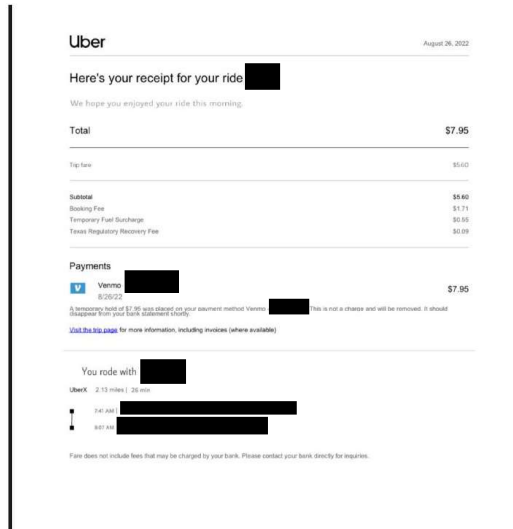 Uber
August 26, 2022
Here's your receipt for your ride
We hope you enjoyed your ride this morning.
Total $7.95
Trip fare $5.60
Subtotal $5.60
Booking Fee $1.71
Temporary Fuel Surcharge $0.55
Texas Regulatory Recovery Fee $0.09
Payments
Venmo
8/26/22
$7.95
A temporary hold of $7.95 was placed on your payment method Venmo This is not a charge and will be removed. It should
disappear from your bank statement shortly.
Visit the trip page for more information, including invoices (where available)
You rode with
UberX 2.13 miles | 26 min
7:41 AM |
AM
Fare does not include fees that may be charged by your bank. Please contact your bank directly for inquiries.